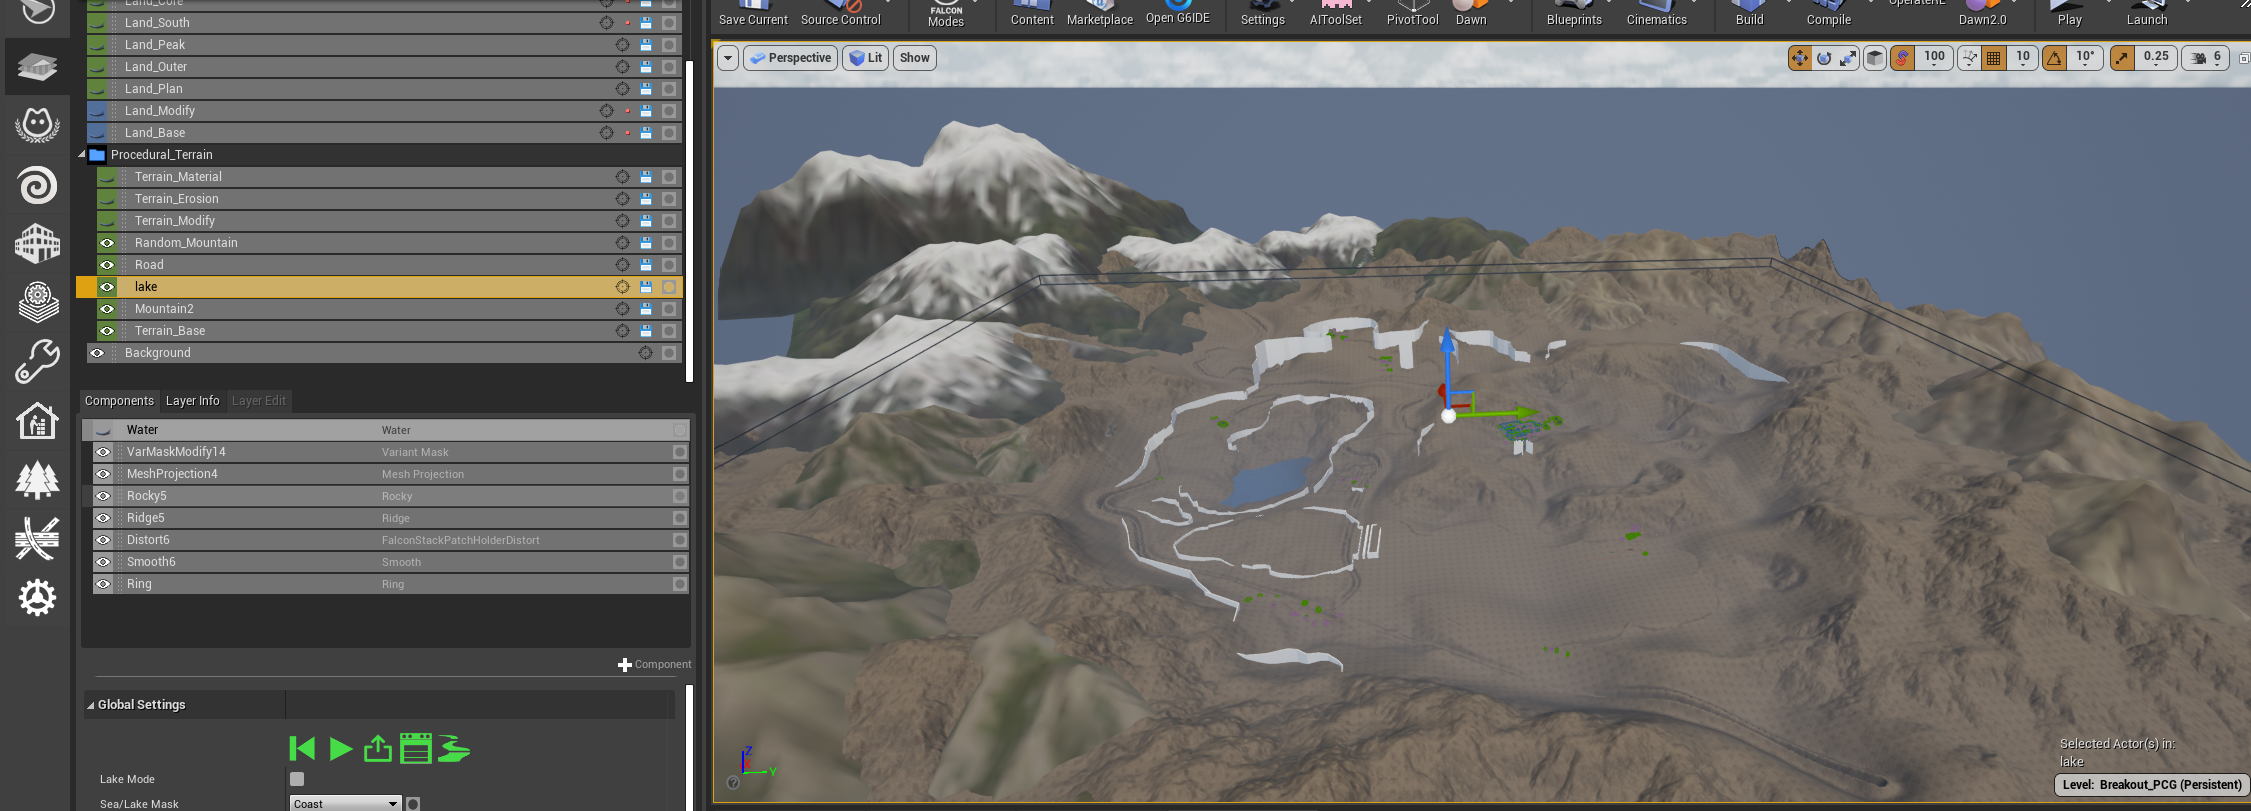 Land_Core
Land_South
Land_Peak
Land_Outer
Land_Plan
Land_Modify
Land_Base
Procedural_Terrain
Terrain_Material
Terrain_Erosion
Terrain_Modify
Random_Mountain
Road
lake
Mountain2
Terrain_Base
Background
Components Layer Info Layer Edit
Water Water
VarMaskModify14 Variant Mask
MeshProjection4 Mesh Projection
Rocky5 Rocky
Ridge5 Ridge
Distort6 FalconStackPatchHolderDistort
Smooth6 Smooth
Ring Ring
Component
Global Settings
Lake Mode
Sea/Lake Mask Coast
Save Current Source Control FALCON Modes Content Marketplace Open G6IDE Settings AIToolSet PivotTool Dawn Blueprints Cinematics Build Compile OperateRL Dawn2.0 Play Launch
Perspective Lit Show 100 10 10° 0.25 6
Z
X
Y
?
Selected Actor(s) in:
lake
Level: Breakout_PCG (Persistent)